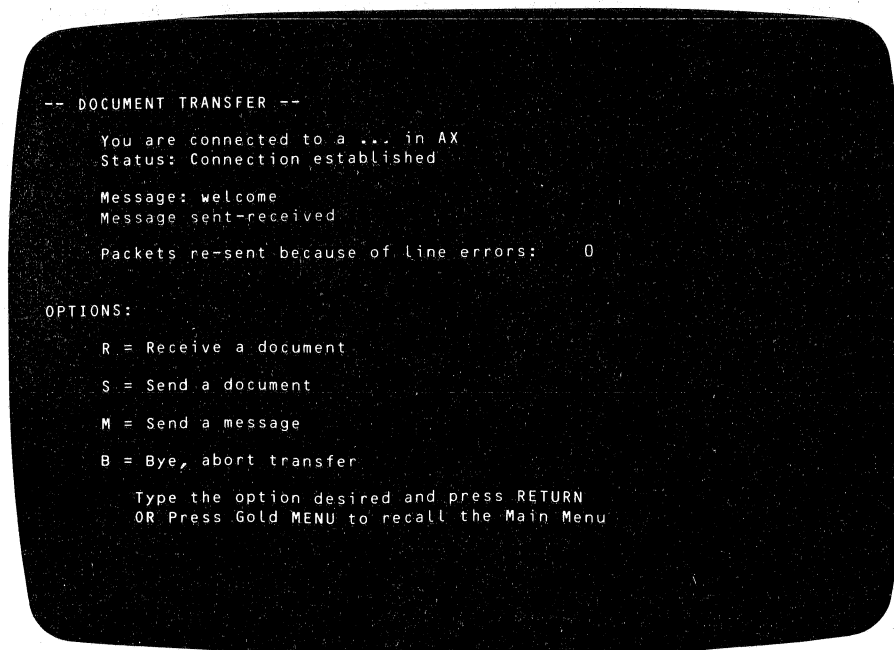 -- DOCUMENT TRANSFER --
You are connected to a ... in AX
Status: Connection established
Message: welcome
Message sent-received
Packets re-sent because of line errors: 0
OPTIONS:
R = Receive a document
S = Send a document
M = Send a message
B = Bye, abort transfer
Type the option desired and press RETURN
OR Press Gold MENU to recall the Main Menu